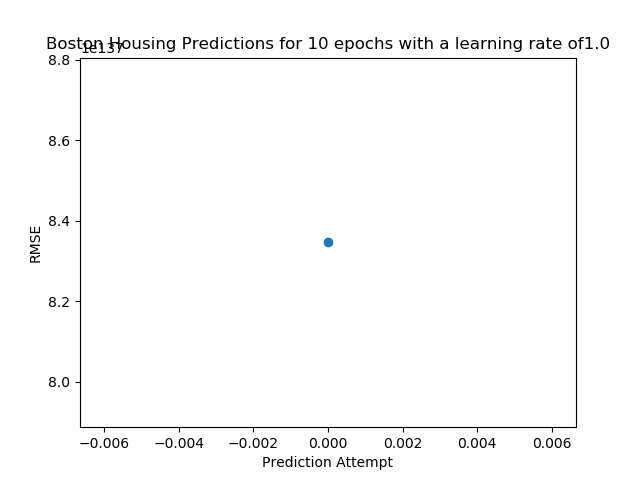 Boston Housing Predictions for 10 epochs with a learning rate of1.0
1e137
8.8
8.6
8.4
8.2
8.0
RMSE
−0.006 −0.004 −0.002 0.000 0.002 0.004 0.006
Prediction Attempt